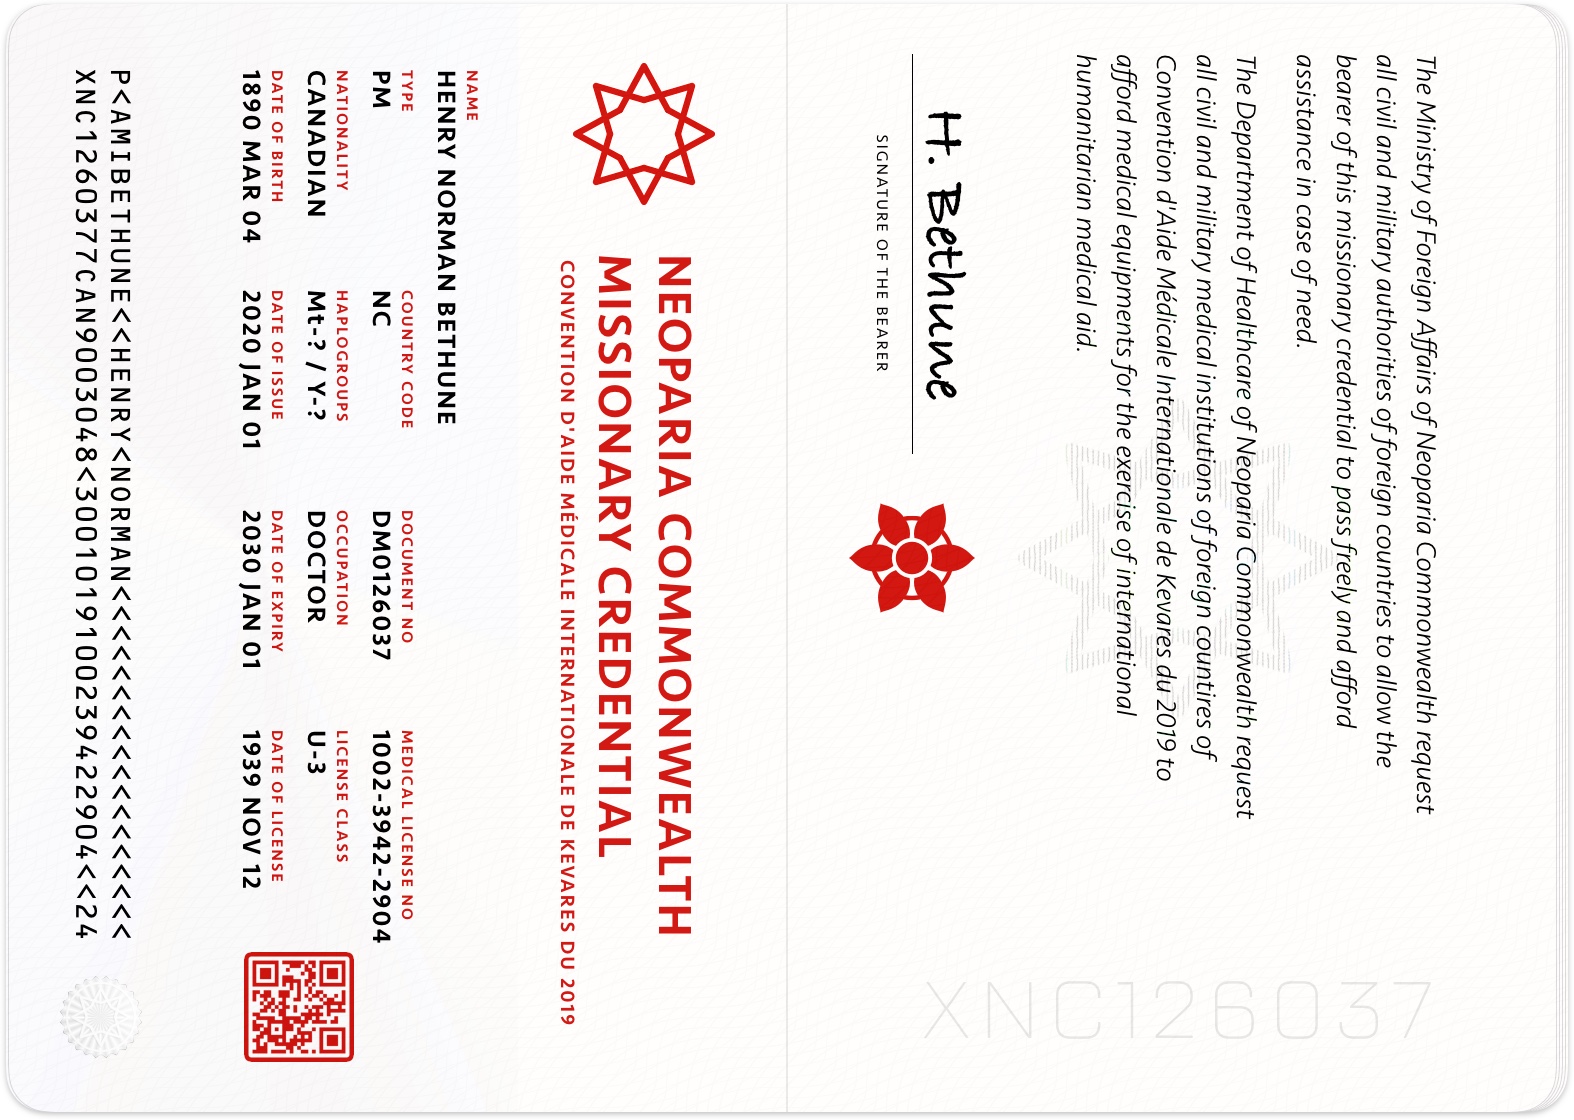 The Ministry of Foreign Affairs of Neoparia Commonwealth request
all civil and military authorities of foreign countries to allow the
bearer of this missionary credential to pass freely and afford
assistance in case of need.
The Department of Healthcare of Neoparia Commonwealth request
all civil and military medical institutions of foreign countires of
Convention d'Aide Médicale Internationale de Kevares du 2019 to
afford medical equipments for the exercise of international
humanitarian medical aid.
XNC126037
H. Bethune
SIGNATURE OF THE BEARER
NEOPARIA COMMONWEALTH
MISSIONARY CREDENTIAL
CONVENTION D'AIDE MÉDICALE INTERNATIONALE DE KEVARES DU 2019
NAME
HENRY NORMAN BETHUNE
TYPE COUNTRY CODE DOCUMENT NO MEDICAL LICENSE NO
PM NC DM0126037 1002-3942-2904
NATIONALITY HAPLOGROUPS OCCUPATION LICENSE CLASS
CANADIAN Mt-? / Y-? DOCTOR U-3
DATE OF BIRTH DATE OF ISSUE DATE OF EXPIRY DATE OF LICENSE
1890 MAR 04 2020 JAN 01 2030 JAN 01 1939 NOV 12
P<AMIBETHUNE<<HENRY<NORMAN<<<<<<<<<<<<<<<<<<
XNC1260377CAN9003048<3001019100239422904<<24